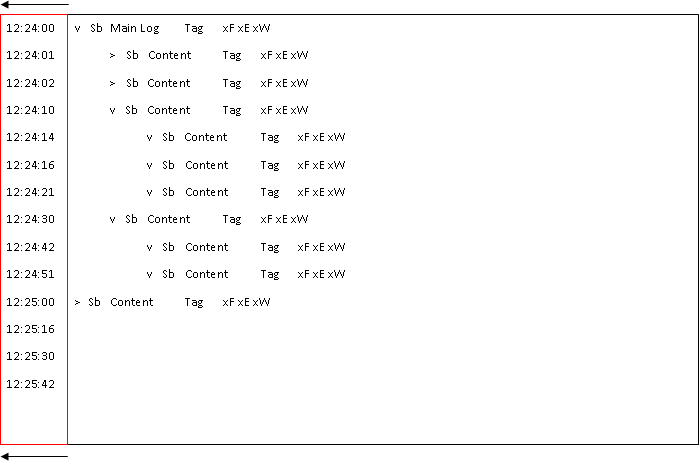 12:24:00 v Sb Main Log Tag xF xE xW
12:24:01 > Sb Content Tag xF xE xW
12:24:02 > Sb Content Tag xF xE xW
12:24:10 v Sb Content Tag xF xE xW
12:24:14 v Sb Content Tag xF xE xW
12:24:16 v Sb Content Tag xF xE xW
12:24:21 v Sb Content Tag xF xE xW
12:24:30 v Sb Content Tag xF xE xW
12:24:42 v Sb Content Tag xF xE xW
12:24:51 v Sb Content Tag xF xE xW
12:25:00 > Sb Content Tag xF xE xW
12:25:16
12:25:30
12:25:42